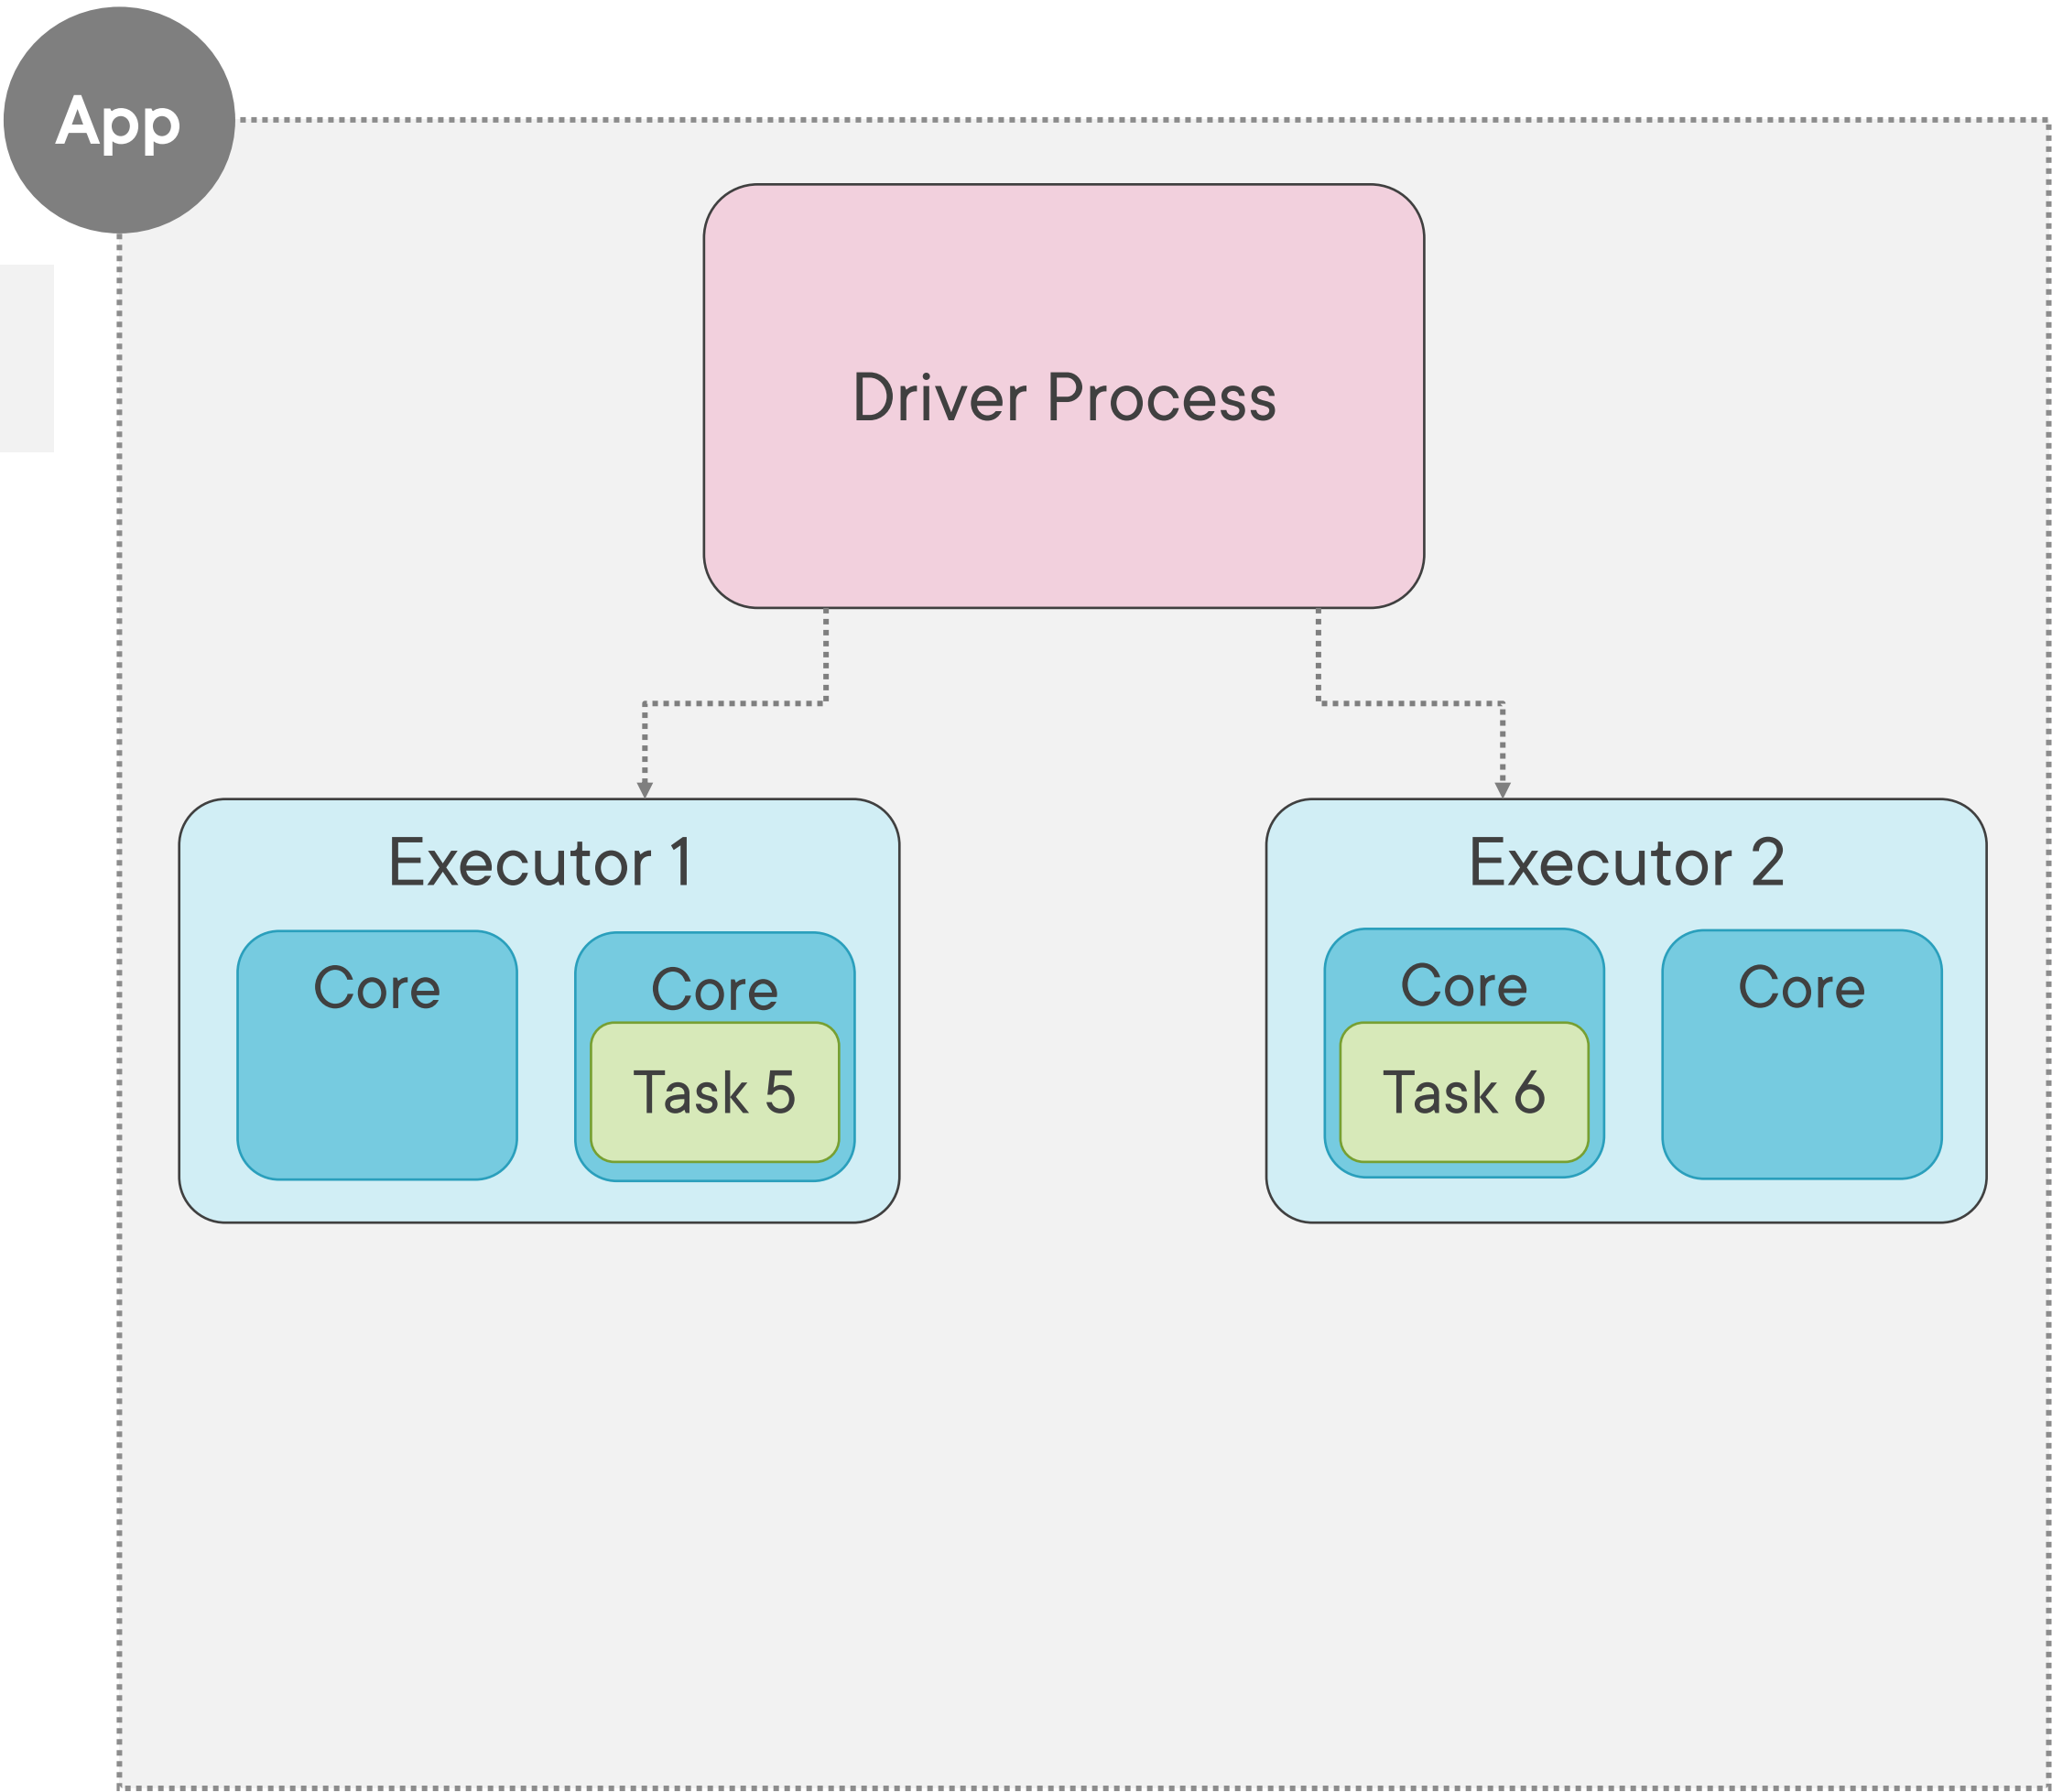 App
Driver Process
Executor 1
Core
Core
Task 5
Executor 2
Core
Task 6
Core